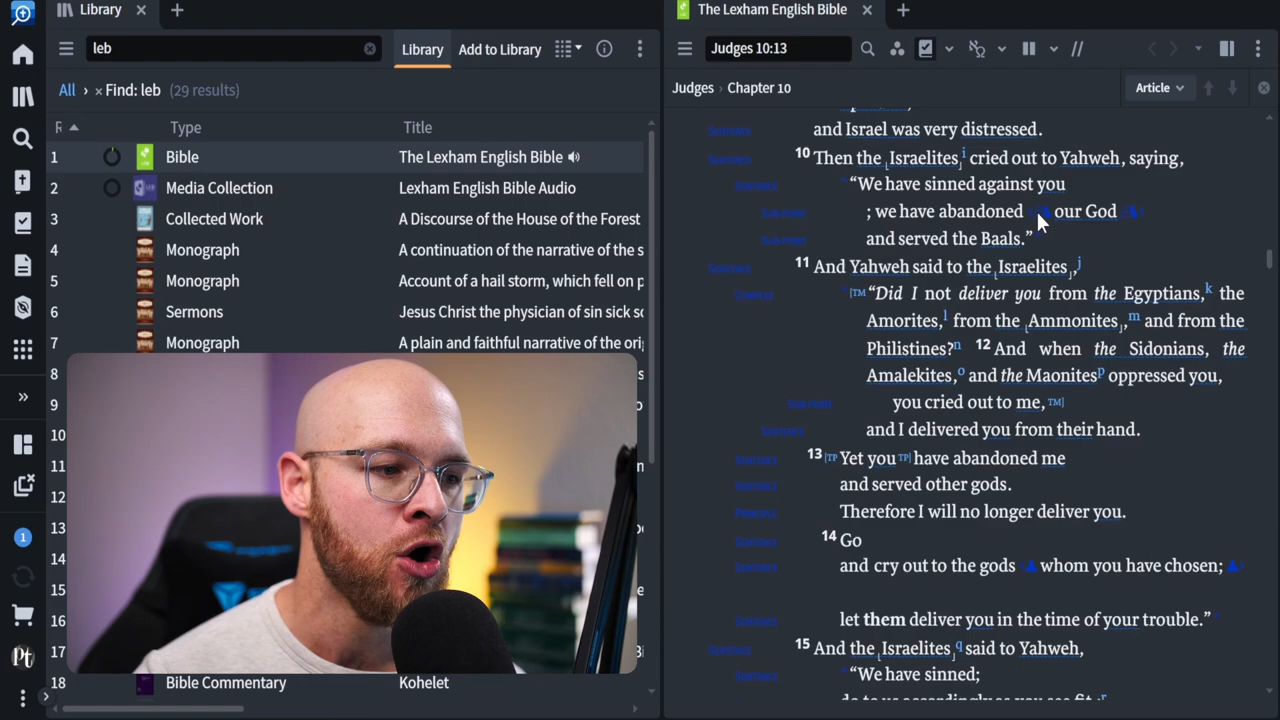 Library
leb
Library
Add to Library
All › × Find: leb (29 results)
R Type Title
1 Bible The Lexham English Bible
2 Media Collection Lexham English Bible Audio
3 Collected Work A Discourse of the House of the Forest
4 Monograph A continuation of the narrative of the s
5 Monograph Account of a hail storm, which fell on p
6 Sermons Jesus Christ the physician of sin sick s
7 Monograph A plain and faithful narrative of the ori
8
9
10
11
12
13
14
15
16
17
18 Bible Commentary Kohelet
»
1
Pt
The Lexham English Bible
Judges 10:13
Judges › Chapter 10
Article
and Israel was very distressed.
10 Then the ⌊Israelites⌋i cried out to Yahweh, saying,
“We have sinned against you
; we have abandoned our God
and served the Baals.”
11 And Yahweh said to the ⌊Israelites⌋,j
[TM “Did I not deliver you from the Egyptians,k the
Amorites,l from the ⌊Ammonites⌋,m and from the
Philistines?n 12 And when the Sidonians, the
Amalekites,o and the Maonitesp oppressed you,
you cried out to me, TM]
and I delivered you from their hand.
13 [TP Yet you TP] have abandoned me
and served other gods.
Therefore I will no longer deliver you.
14 Go
and cry out to the gods whom you have chosen;
let them deliver you in the time of your trouble.”
15 And the ⌊Israelites⌋q said to Yahweh,
“We have sinned;